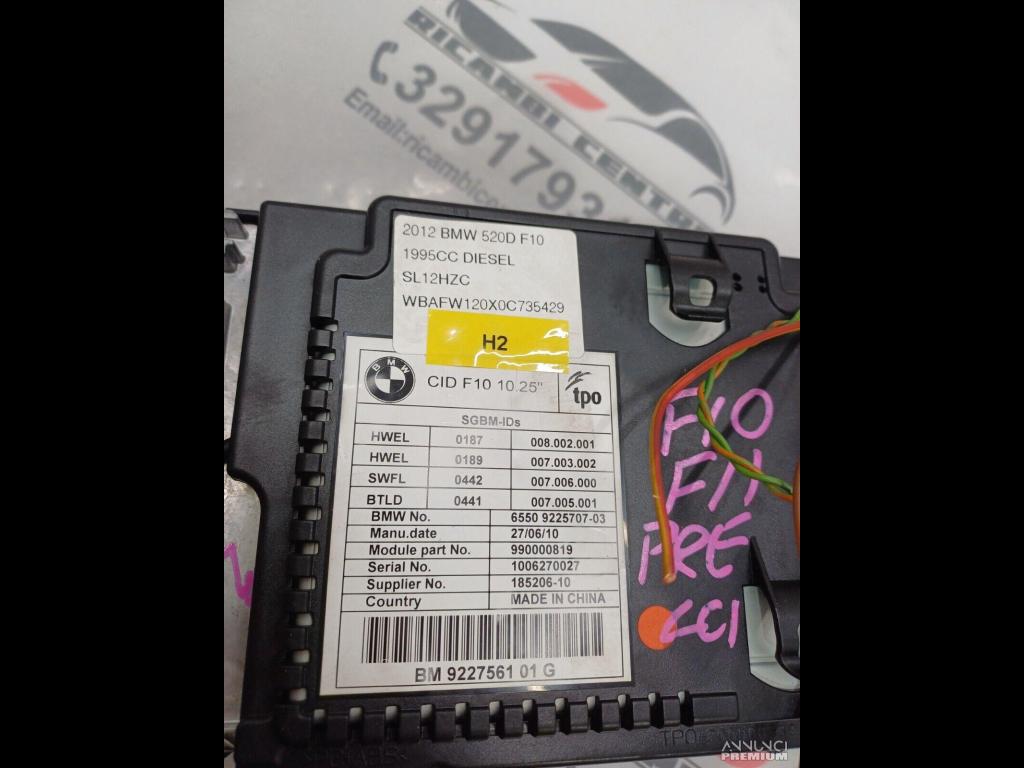 RICAMBI CENTR
3291793
Email:ricambice
2012 BMW 520D F10
1995CC DIESEL
SL12HZC
WBAFW120X0C735429
H2
BMW
CID F10 10.25"
tpo
SGBM-IDs
HWEL 0187 008.002.001
HWEL 0189 007.003.002
SWFL 0442 007.006.000
BTLD 0441 007.005.001
BMW No. 6550 9225707-03
Manu.date 27/06/10
Module part No. 990000819
Serial No. 1006270027
Supplier No. 185206-10
Country MADE IN CHINA
BM 9227561 01 G
F10
F11
PRE
TPO
ANNUNCI
PREMIUM